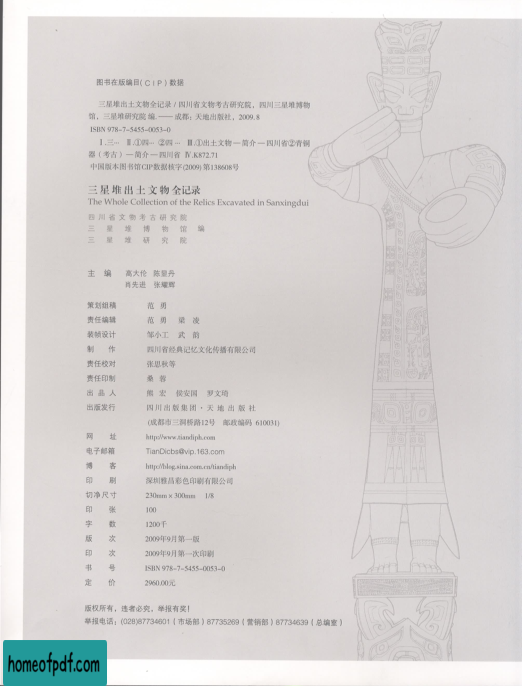 图书在版编目(CIP)数据
三星堆出土文物全记录/四川省文物考古研究院,四川三星堆博物
馆,三星堆研究院 编.——成都:天地出版社,2009.8
ISBN 978-7-5455-0053-0
Ⅰ.三… Ⅱ.①四… ②四… Ⅲ.①出土文物—简介—四川省②青铜
器(考古)—简介—四川省 Ⅳ.K872.71
中国版本图书馆CIP数据核字(2009)第138608号
三星堆出土文物全记录
The Whole Collection of the Relics Excavated in Sanxingdui
四川省文物考古研究院
三星堆博物馆 编
三星堆研究院
主 编 高大伦 陈显丹
肖先进 张耀辉
策划组稿 范 勇
责任编辑 范 勇 梁 凌
装帧设计 邹小工 武 韵
制 作 四川省经典记忆文化传播有限公司
责任校对 张思秋等
责任印制 桑 蓉
出 品 人 熊 宏 侯安国 罗文琦
出版发行 四川出版集团·天地出版社
(成都市三洞桥路12号 邮政编码 610031)
网 址 http://www.tiandiph.com
电子邮箱 TianDicbs@vip.163.com
博 客 http://blog.sina.com.cn/tiandiph
印 刷 深圳雅昌彩色印刷有限公司
切净尺寸 230mm x 300mm 1/8
印 张 100
字 数 1200千
版 次 2009年9月第一版
印 次 2009年9月第一次印刷
书 号 ISBN 978-7-5455-0053-0
定 价 2960.00元
版权所有,违者必究,举报有奖!
举报电话:(028)87734601(市场部) 87735269(营销部) 87734639(总编室)
homeofpdf.com